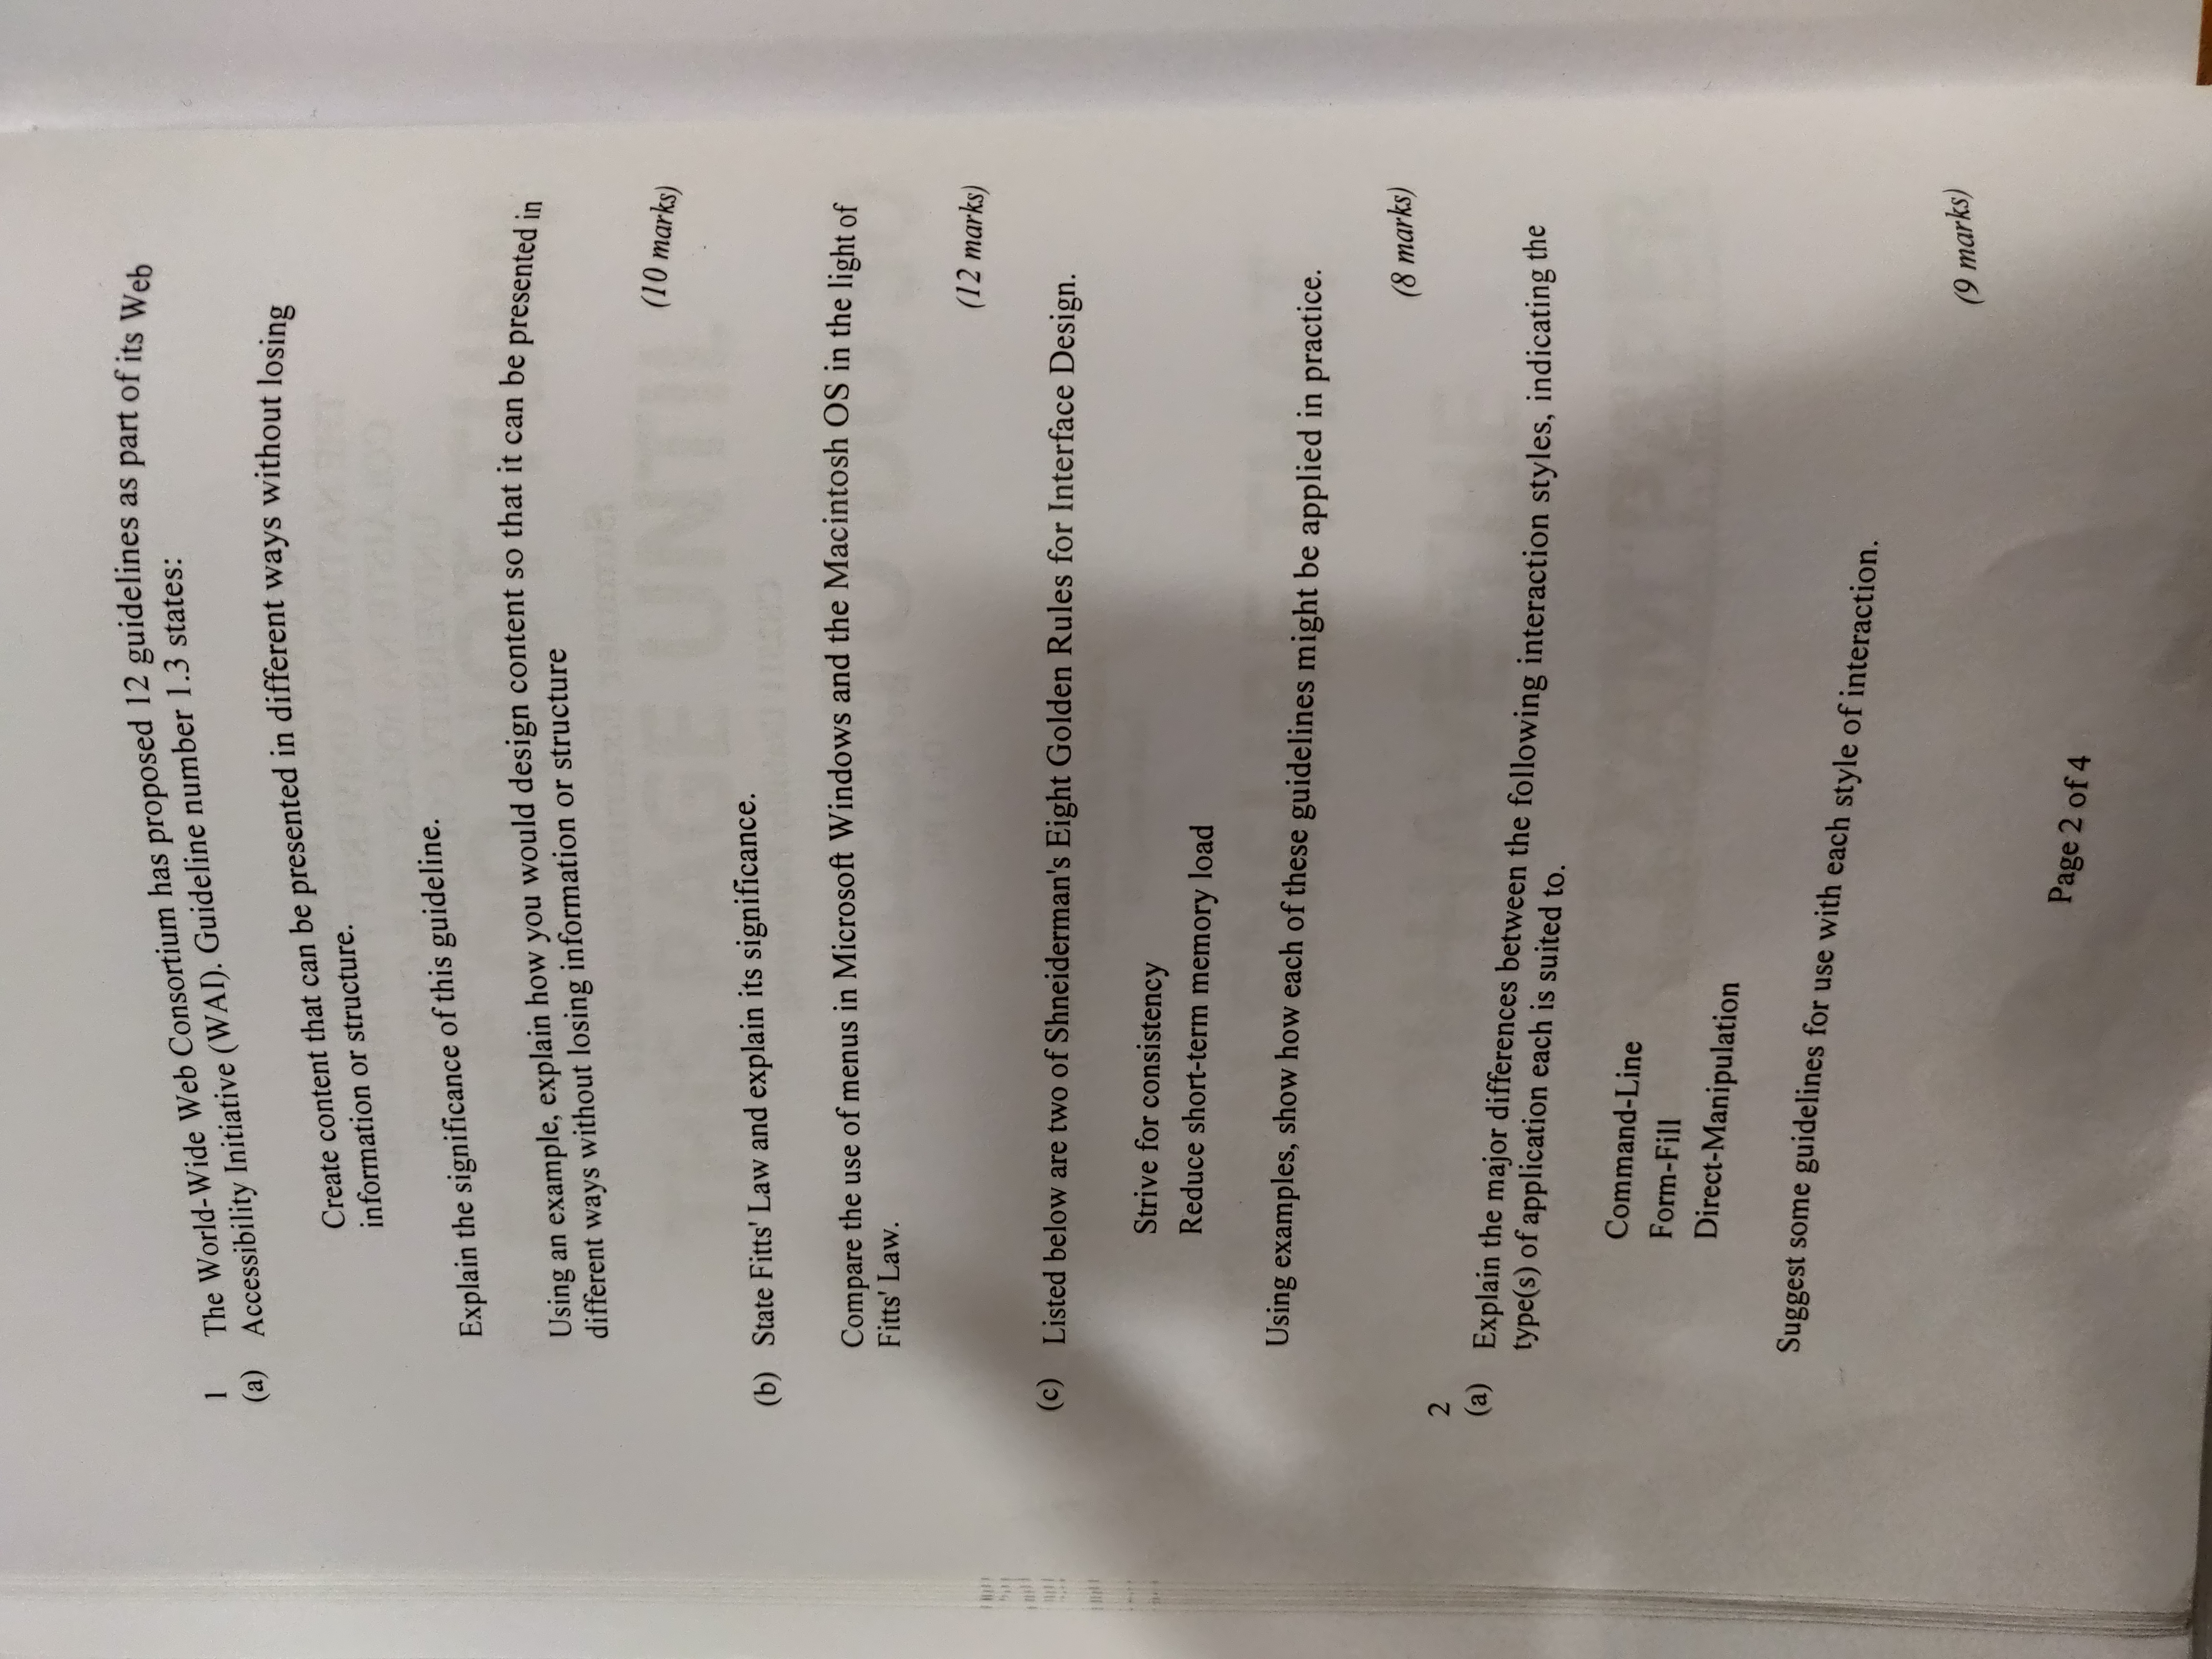 1
The World-Wide Web Consortium has proposed 12 guidelines as part of its Web
(a) Accessibility Initiative (WAI). Guideline number 1.3 states:
Create content that can be presented in different ways without losing
information or structure.
Explain the significance of this guideline.
Using an example, explain how you would design content so that it can be presented in
different ways without losing information or structure
(10 marks)
(b) State Fitts' Law and explain its significance.
Compare the use of menus in Microsoft Windows and the Macintosh OS in the light of
Fitts' Law.
(12 marks)
(c) Listed below are two of Shneiderman's Eight Golden Rules for Interface Design.
Strive for consistency
Reduce short-term memory load
Using examples, show how each of these guidelines might be applied in practice.
(8 marks)
2
(a) Explain the major differences between the following interaction styles, indicating the
type(s) of application each is suited to.
Command-Line
Form-Fill
Direct-Manipulation
Suggest some guidelines for use with each style of interaction.
(9 marks)
Page 2 of 4